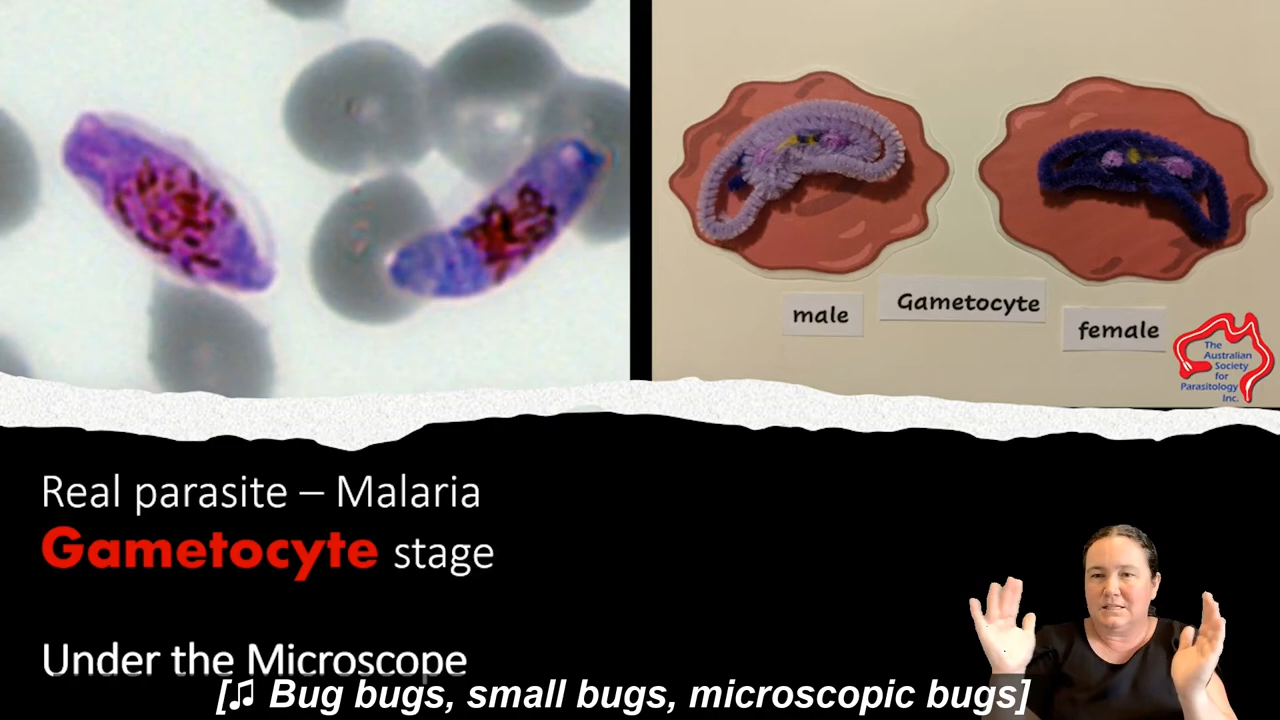 male
Gametocyte
female
The
Australian
Society
for
Parasitology
Inc.
Real parasite – Malaria
Gametocyte stage
Under the Microscope
[♫ Bug bugs, small bugs, microscopic bugs]